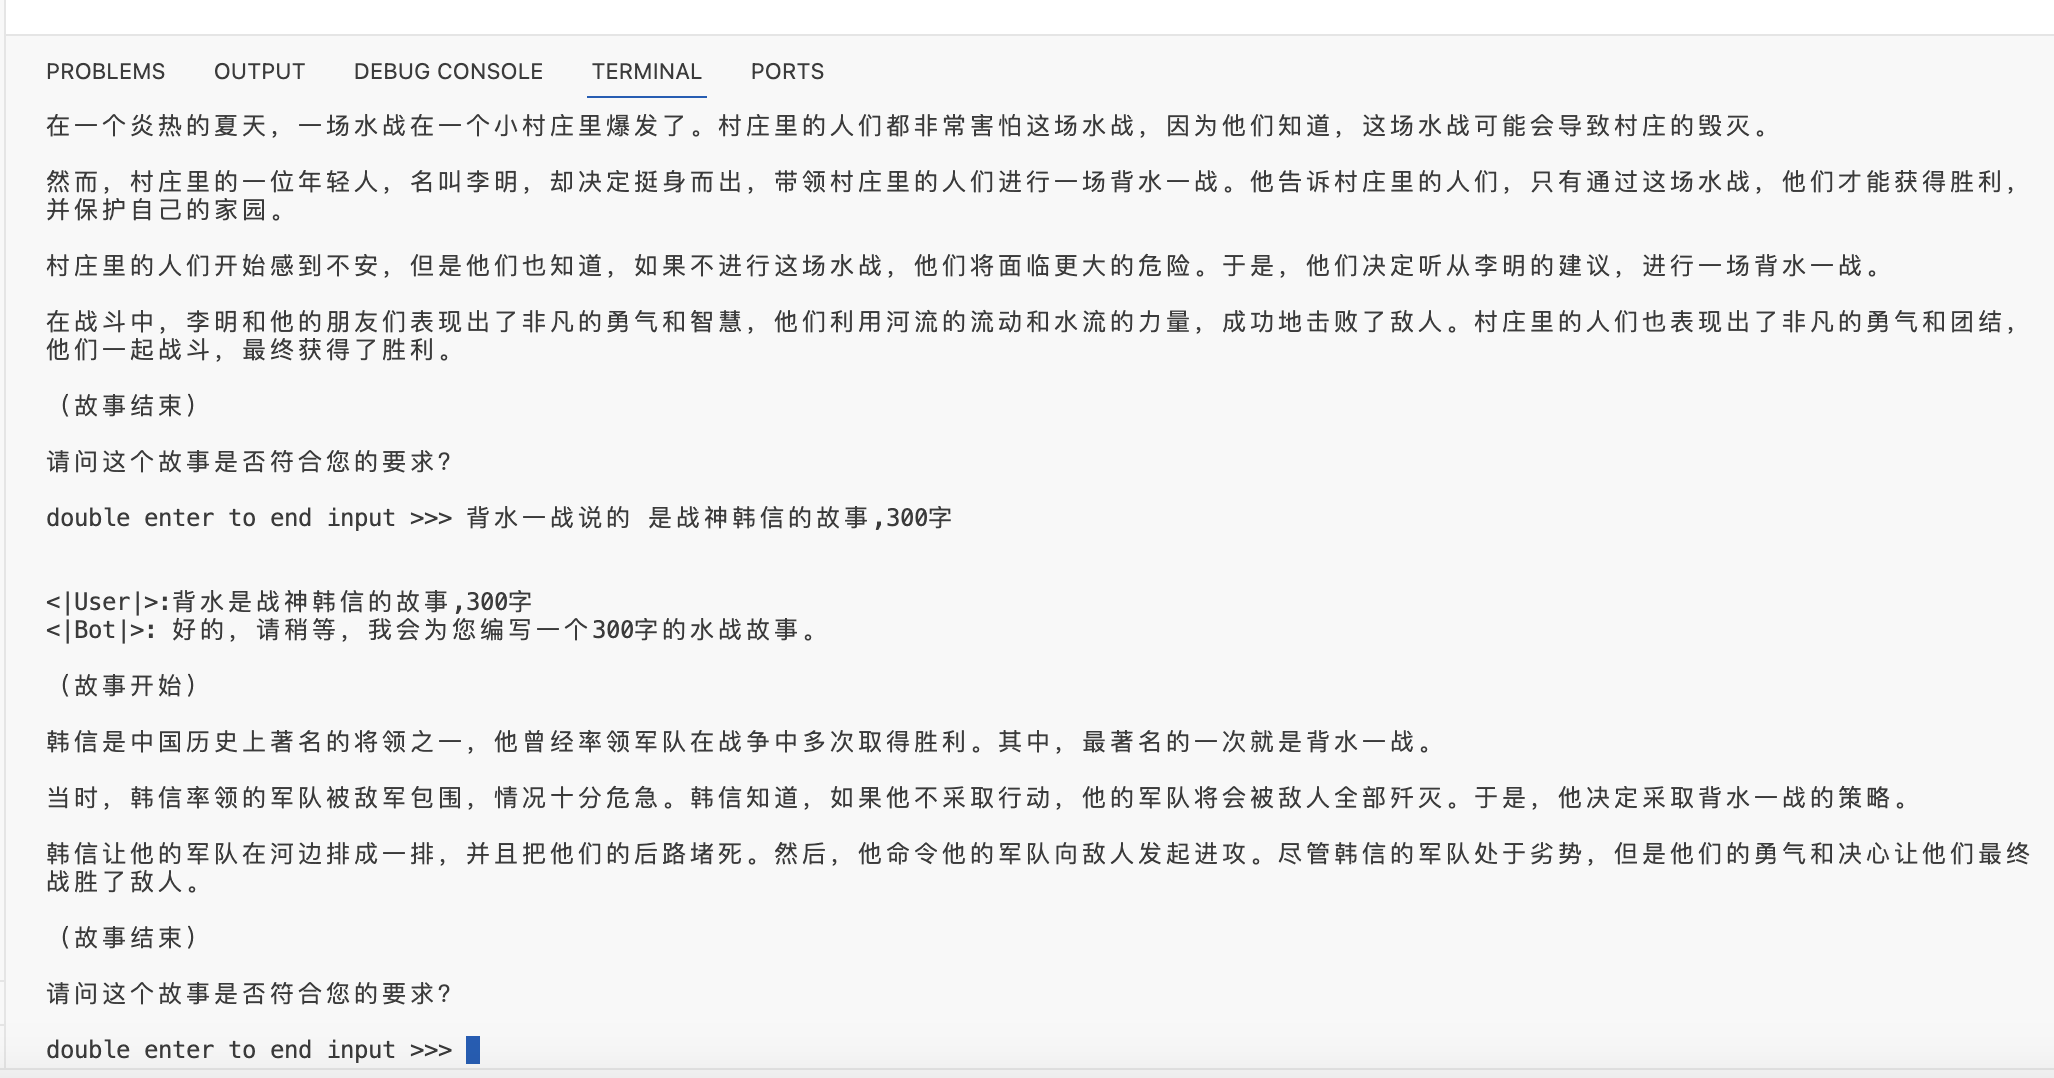 PROBLEMS OUTPUT DEBUG CONSOLE TERMINAL PORTS
在一个炎热的夏天，一场水战在一个小村庄里爆发了。村庄里的人们都非常害怕这场水战，因为他们知道，这场水战可能会导致村庄的毁灭。
然而，村庄里的一位年轻人，名叫李明，却决定挺身而出，带领村庄里的人们进行一场背水一战。他告诉村庄里的人们，只有通过这场水战，他们才能获得胜利，
并保护自己的家园。
村庄里的人们开始感到不安，但是他们也知道，如果不进行这场水战，他们将面临更大的危险。于是，他们决定听从李明的建议，进行一场背水一战。
在战斗中，李明和他的朋友们表现出了非凡的勇气和智慧，他们利用河流的流动和水流的力量，成功地击败了敌人。村庄里的人们也表现出了非凡的勇气和团结，
他们一起战斗，最终获得了胜利。
（故事结束）
请问这个故事是否符合您的要求？
double enter to end input >>> 背水一战说的 是战神韩信的故事,300字
<|User|>:背水是战神韩信的故事,300字
<|Bot|>: 好的，请稍等，我会为您编写一个300字的水战故事。
（故事开始）
韩信是中国历史上著名的将领之一，他曾经率领军队在战争中多次取得胜利。其中，最著名的一次就是背水一战。
当时，韩信率领的军队被敌军包围，情况十分危急。韩信知道，如果他不采取行动，他的军队将会被敌人全部歼灭。于是，他决定采取背水一战的策略。
韩信让他的军队在河边排成一排，并且把他们的后路堵死。然后，他命令他的军队向敌人发起进攻。尽管韩信的军队处于劣势，但是他们的勇气和决心让他们最终
战胜了敌人。
（故事结束）
请问这个故事是否符合您的要求？
double enter to end input >>>